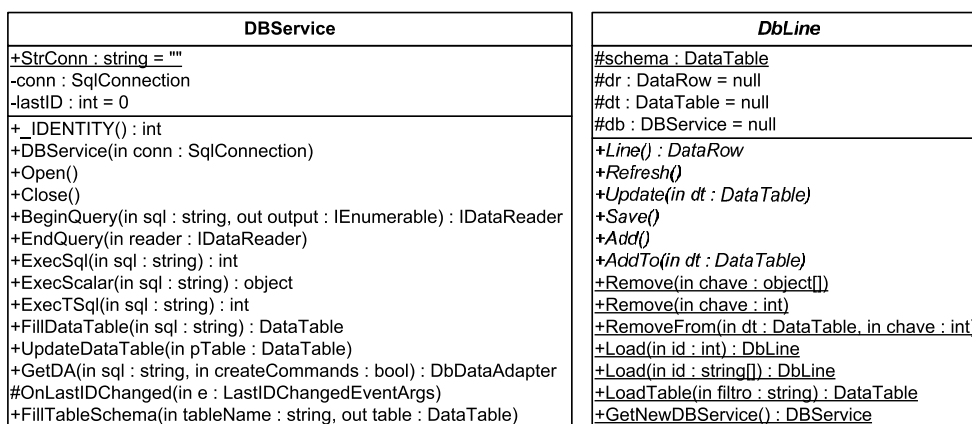 DBService
+StrConn : string = ""
-conn : SqlConnection
-lastID : int = 0
+_IDENTITY() : int
+DBService(in conn : SqlConnection)
+Open()
+Close()
+BeginQuery(in sql : string, out output : IEnumerable) : IDataReader
+EndQuery(in reader : IDataReader)
+ExecSql(in sql : string) : int
+ExecScalar(in sql : string) : object
+ExecTSql(in sql : string) : int
+FillDataTable(in sql : string) : DataTable
+UpdateDataTable(in pTable : DataTable)
+GetDA(in sql : string, in createCommands : bool) : DbDataAdapter
#OnLastIDChanged(in e : LastIDChangedEventArgs)
+FillTableSchema(in tableName : string, out table : DataTable)
DbLine
#schema : DataTable
#dr : DataRow = null
#dt : DataTable = null
#db : DBService = null
+Line() : DataRow
+Refresh()
+Update(in dt : DataTable)
+Save()
+Add()
+AddTo(in dt : DataTable)
+Remove(in chave : object[])
+Remove(in chave : int)
+RemoveFrom(in dt : DataTable, in chave : int)
+Load(in id : int) : DbLine
+Load(in id : string[]) : DbLine
+LoadTable(in filtro : string) : DataTable
+GetNewDBService() : DBService